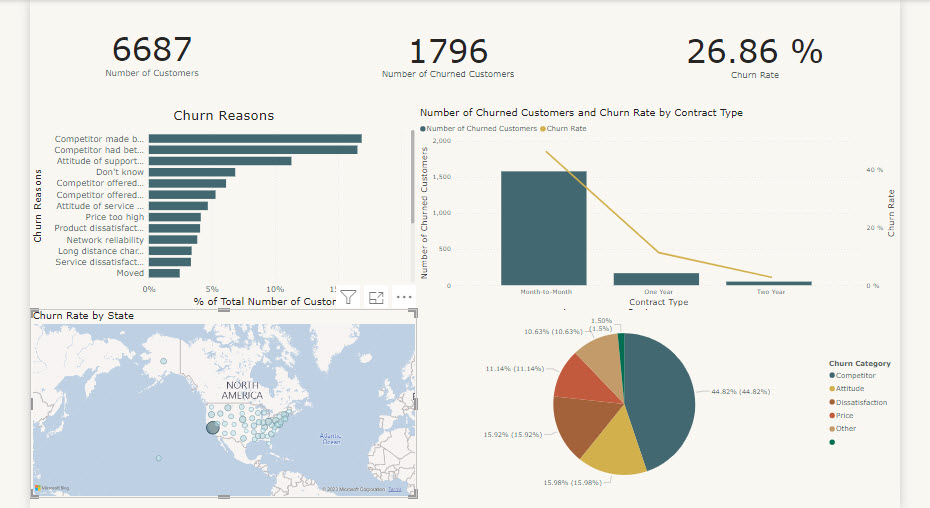 6687
Number of Customers
1796
Number of Churned Customers
26.86 %
Churn Rate
Churn Reasons
Churn Reasons
Competitor made b...
Competitor had bet...
Attitude of support...
Don't know
Competitor offered...
Competitor offered...
Attitude of service ...
Price too high
Product dissatisfact...
Network reliability
Long distance char...
Service dissatisfact...
Moved
0%
5%
10%
% of Total Number of Custor
Number of Churned Customers and Churn Rate by Contract Type
Number of Churned Customers
Churn Rate
Number of Churned Customers
2,000
1,500
1,000
500
0
40 %
20 %
0 %
Churn Rate
Month-to-Month
One Year
Two Year
Contract Type
Churn Rate by State
NORTH
AMERICA
Atlantic
Ocean
Microsoft Bing
© 2023 Microsoft Corporation
Terms
1.50%
(1.5%)
10.63% (10.63%)
11.14% (11.14%)
15.92% (15.92%)
15.98% (15.98%)
44.82% (44.82%)
Churn Category
Competitor
Attitude
Dissatisfaction
Price
Other